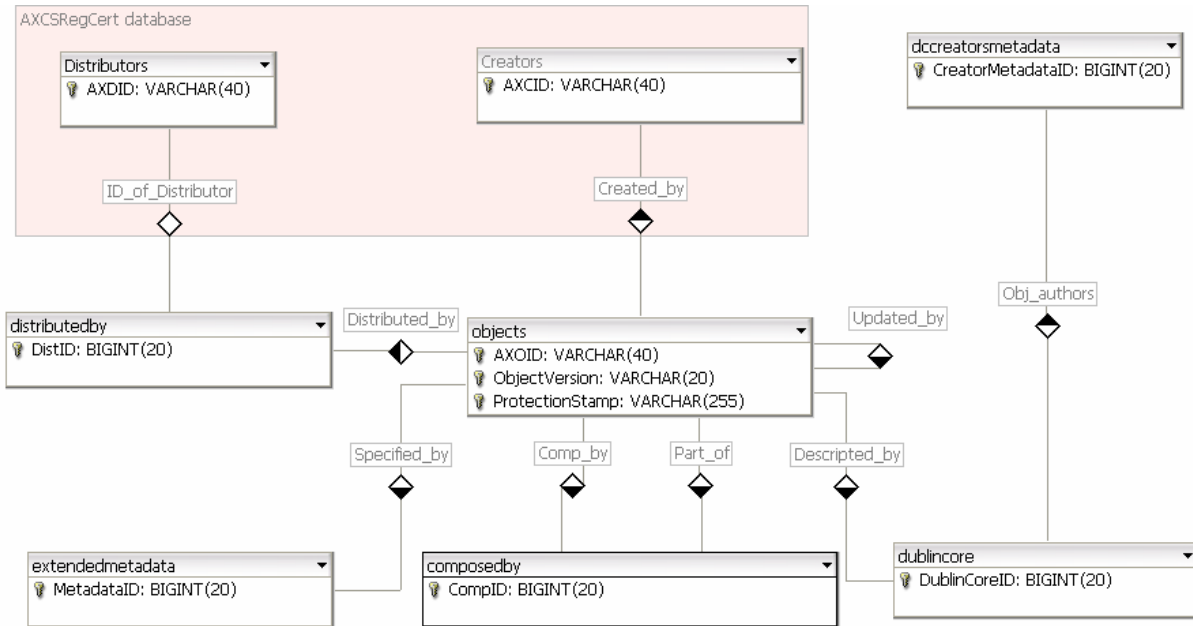 AXCSRegCert database
Distributors
AXDID: VARCHAR(40)
Creators
AXCID: VARCHAR(40)
dccreatorsmetadata
CreatorMetadataID: BIGINT(20)
ID_of_Distributor
Created_by
Obj_authors
distributedby
DistID: BIGINT(20)
Distributed_by
objects
AXOID: VARCHAR(40)
ObjectVersion: VARCHAR(20)
ProtectionStamp: VARCHAR(255)
Updated_by
Specified_by
Comp_by
Part_of
Descripted_by
extendedmetadata
MetadataID: BIGINT(20)
composedby
CompID: BIGINT(20)
dublincore
DublinCoreID: BIGINT(20)